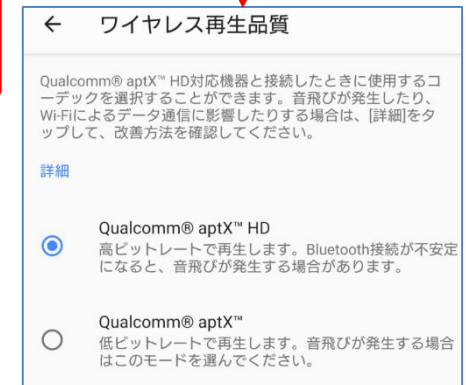 ← ワイヤレス再生品質
Qualcomm® aptX™ HD対応機器と接続したときに使用するコ
ーデックを選択することができます。音飛びが発生したり、
Wi-Fiによるデータ通信に影響したりする場合は、[詳細]をタ
ップして、改善方法を確認してください。
詳細
Qualcomm® aptX™ HD
高ビットレートで再生します。Bluetooth接続が不安定
になると、音飛びが発生する場合があります。
Qualcomm® aptX™
低ビットレートで再生します。音飛びが発生する場合
はこのモードを選んでください。